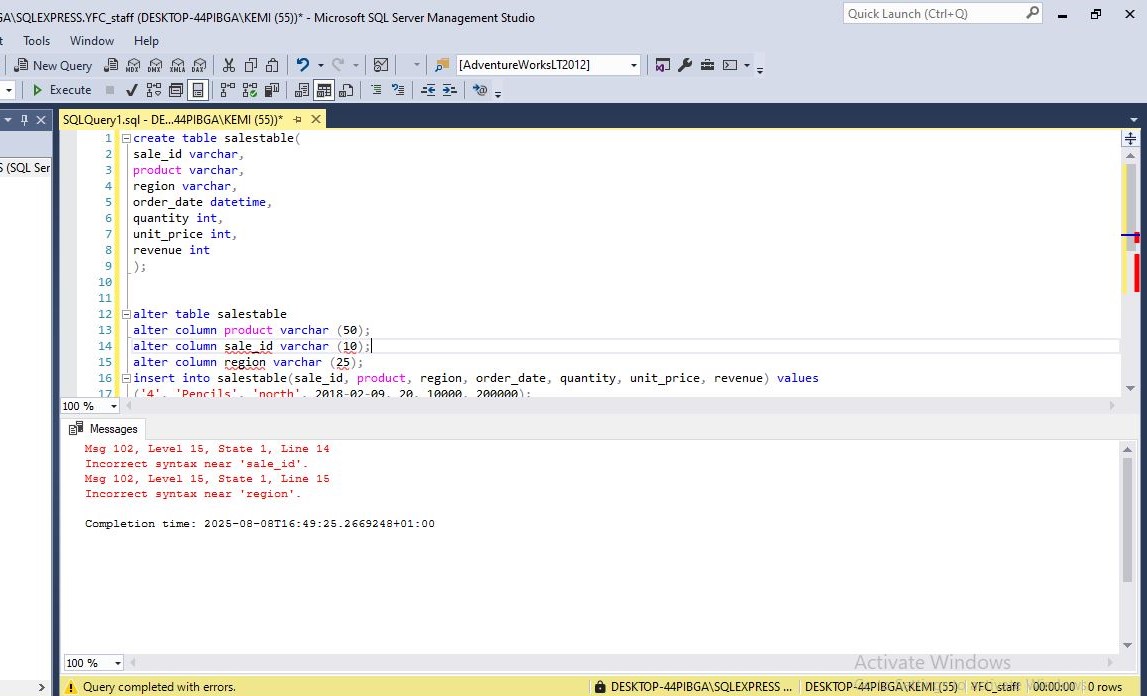 GA\SQLEXPRESS.YFC_staff (DESKTOP-44PIBGA\KEMI (55))* - Microsoft SQL Server Management Studio
Quick Launch (Ctrl+Q)
t Tools Window Help
New Query MDX DMX XMLA DAX [AdventureWorksLT2012]
Execute
SQLQuery1.sql - DE...44PIBGA\KEMI (55))*
S (SQL Ser
1 create table salestable(
2 sale_id varchar,
3 product varchar,
4 region varchar,
5 order_date datetime,
6 quantity int,
7 unit_price int,
8 revenue int
9 );
10
11
12 alter table salestable
13 alter column product varchar (50);
14 alter column sale_id varchar (10);
15 alter column region varchar (25);
16 insert into salestable(sale_id, product, region, order_date, quantity, unit_price, revenue) values
17 ('4', 'Pencils', 'north', 2018-02-09, 20, 10000, 200000);
100 %
Messages
Msg 102, Level 15, State 1, Line 14
Incorrect syntax near 'sale_id'.
Msg 102, Level 15, State 1, Line 15
Incorrect syntax near 'region'.
Completion time: 2025-08-08T16:49:25.2669248+01:00
100 %
Activate Windows
Query completed with errors.
DESKTOP-44PIBGA\SQLEXPRESS ... DESKTOP-44PIBGA\KEMI (55) YFC_staff 00:00:00 0 rows